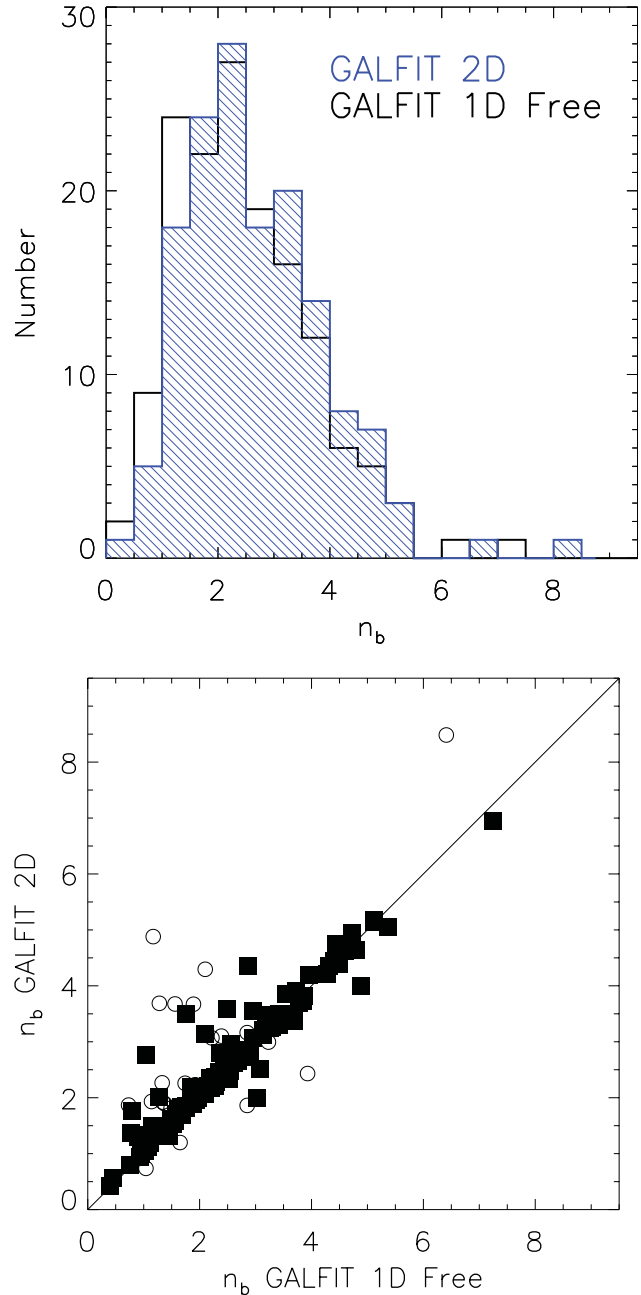 30
20
10
0
Number
GALFIT 2D
GALFIT 1D Free
0 2 4 6 8
n_b
8
6
4
2
0
n_b GALFIT 2D
0 2 4 6 8
n_b GALFIT 1D Free